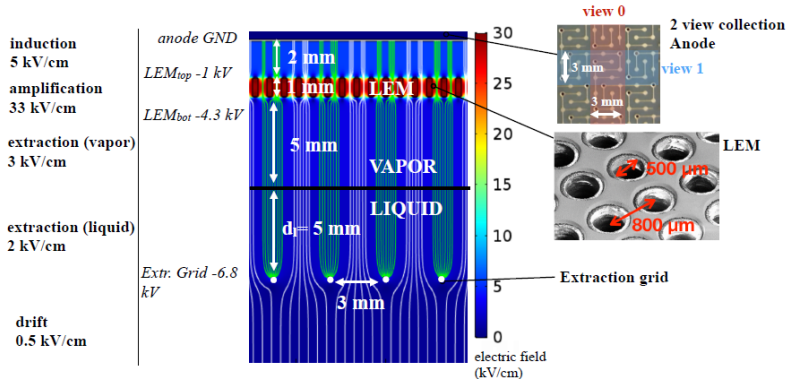 induction
5 kV/cm
amplification
33 kV/cm
extraction (vapor)
3 kV/cm
extraction (liquid)
2 kV/cm
drift
0.5 kV/cm
anode GND
LEMtop -1 kV
LEMbot -4.3 kV
Extr. Grid -6.8
kV
2 mm
1 mm
LEM
5 mm
VAPOR
LIQUID
dl= 5 mm
3 mm
30
25
20
15
10
5
0
electric field
(kV/cm)
view 0
2 view collection
Anode
3 mm
view 1
3 mm
LEM
500 μm
800 μm
Extraction grid